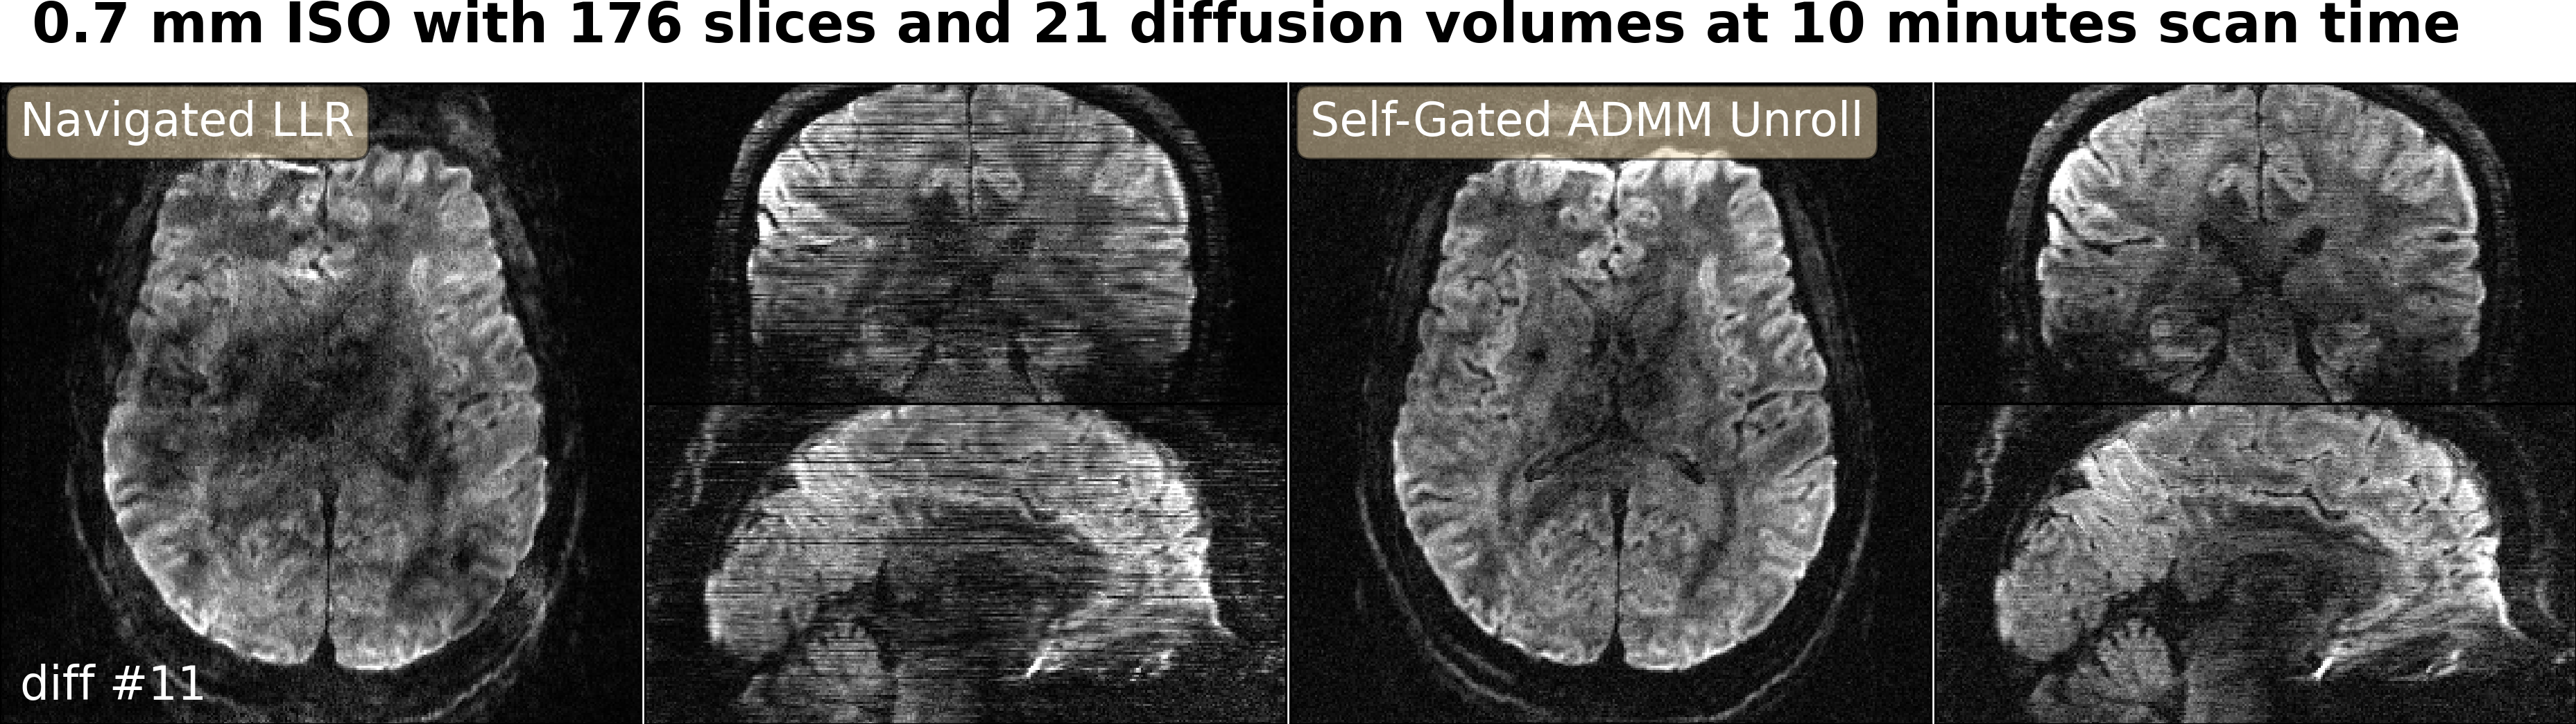 0.7 mm ISO with 176 slices and 21 diffusion volumes at 10 minutes scan time
Navigated LLR
Self-Gated ADMM Unroll
diff #11